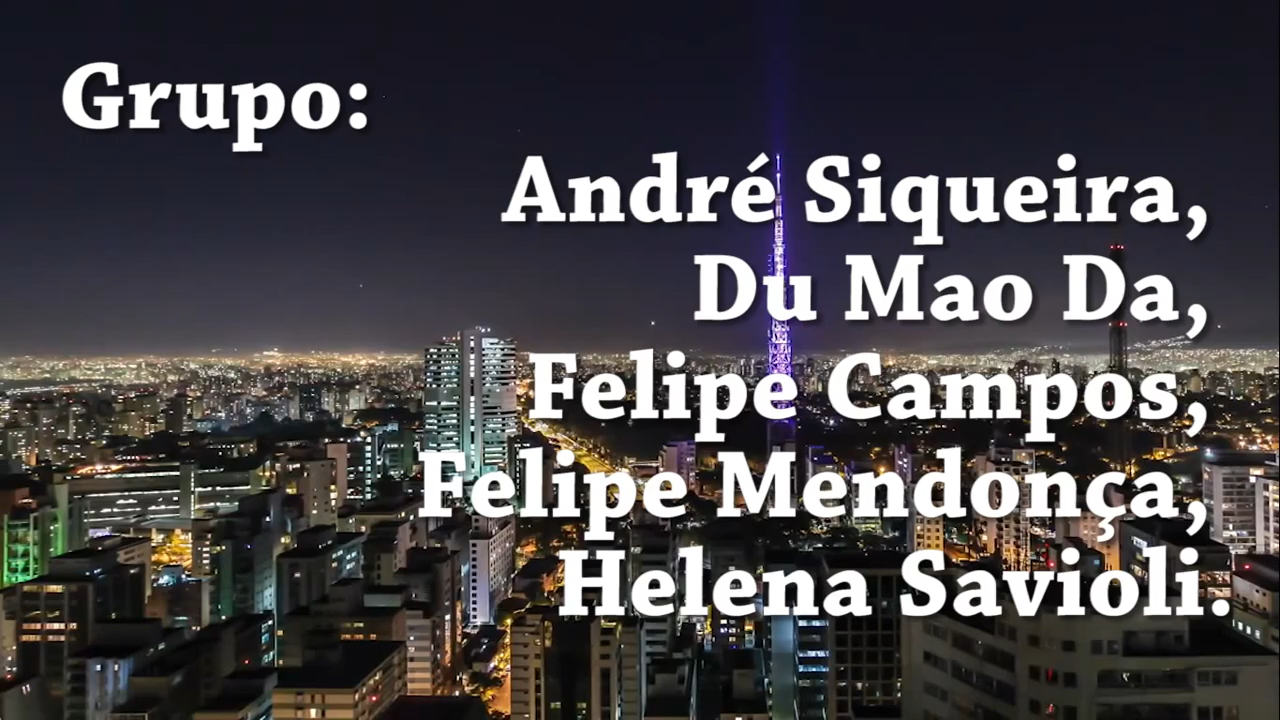 Grupo:
André Siqueira,
Du Mao Da,
Felipe Campos,
Felipe Mendonça,
Helena Savioli.